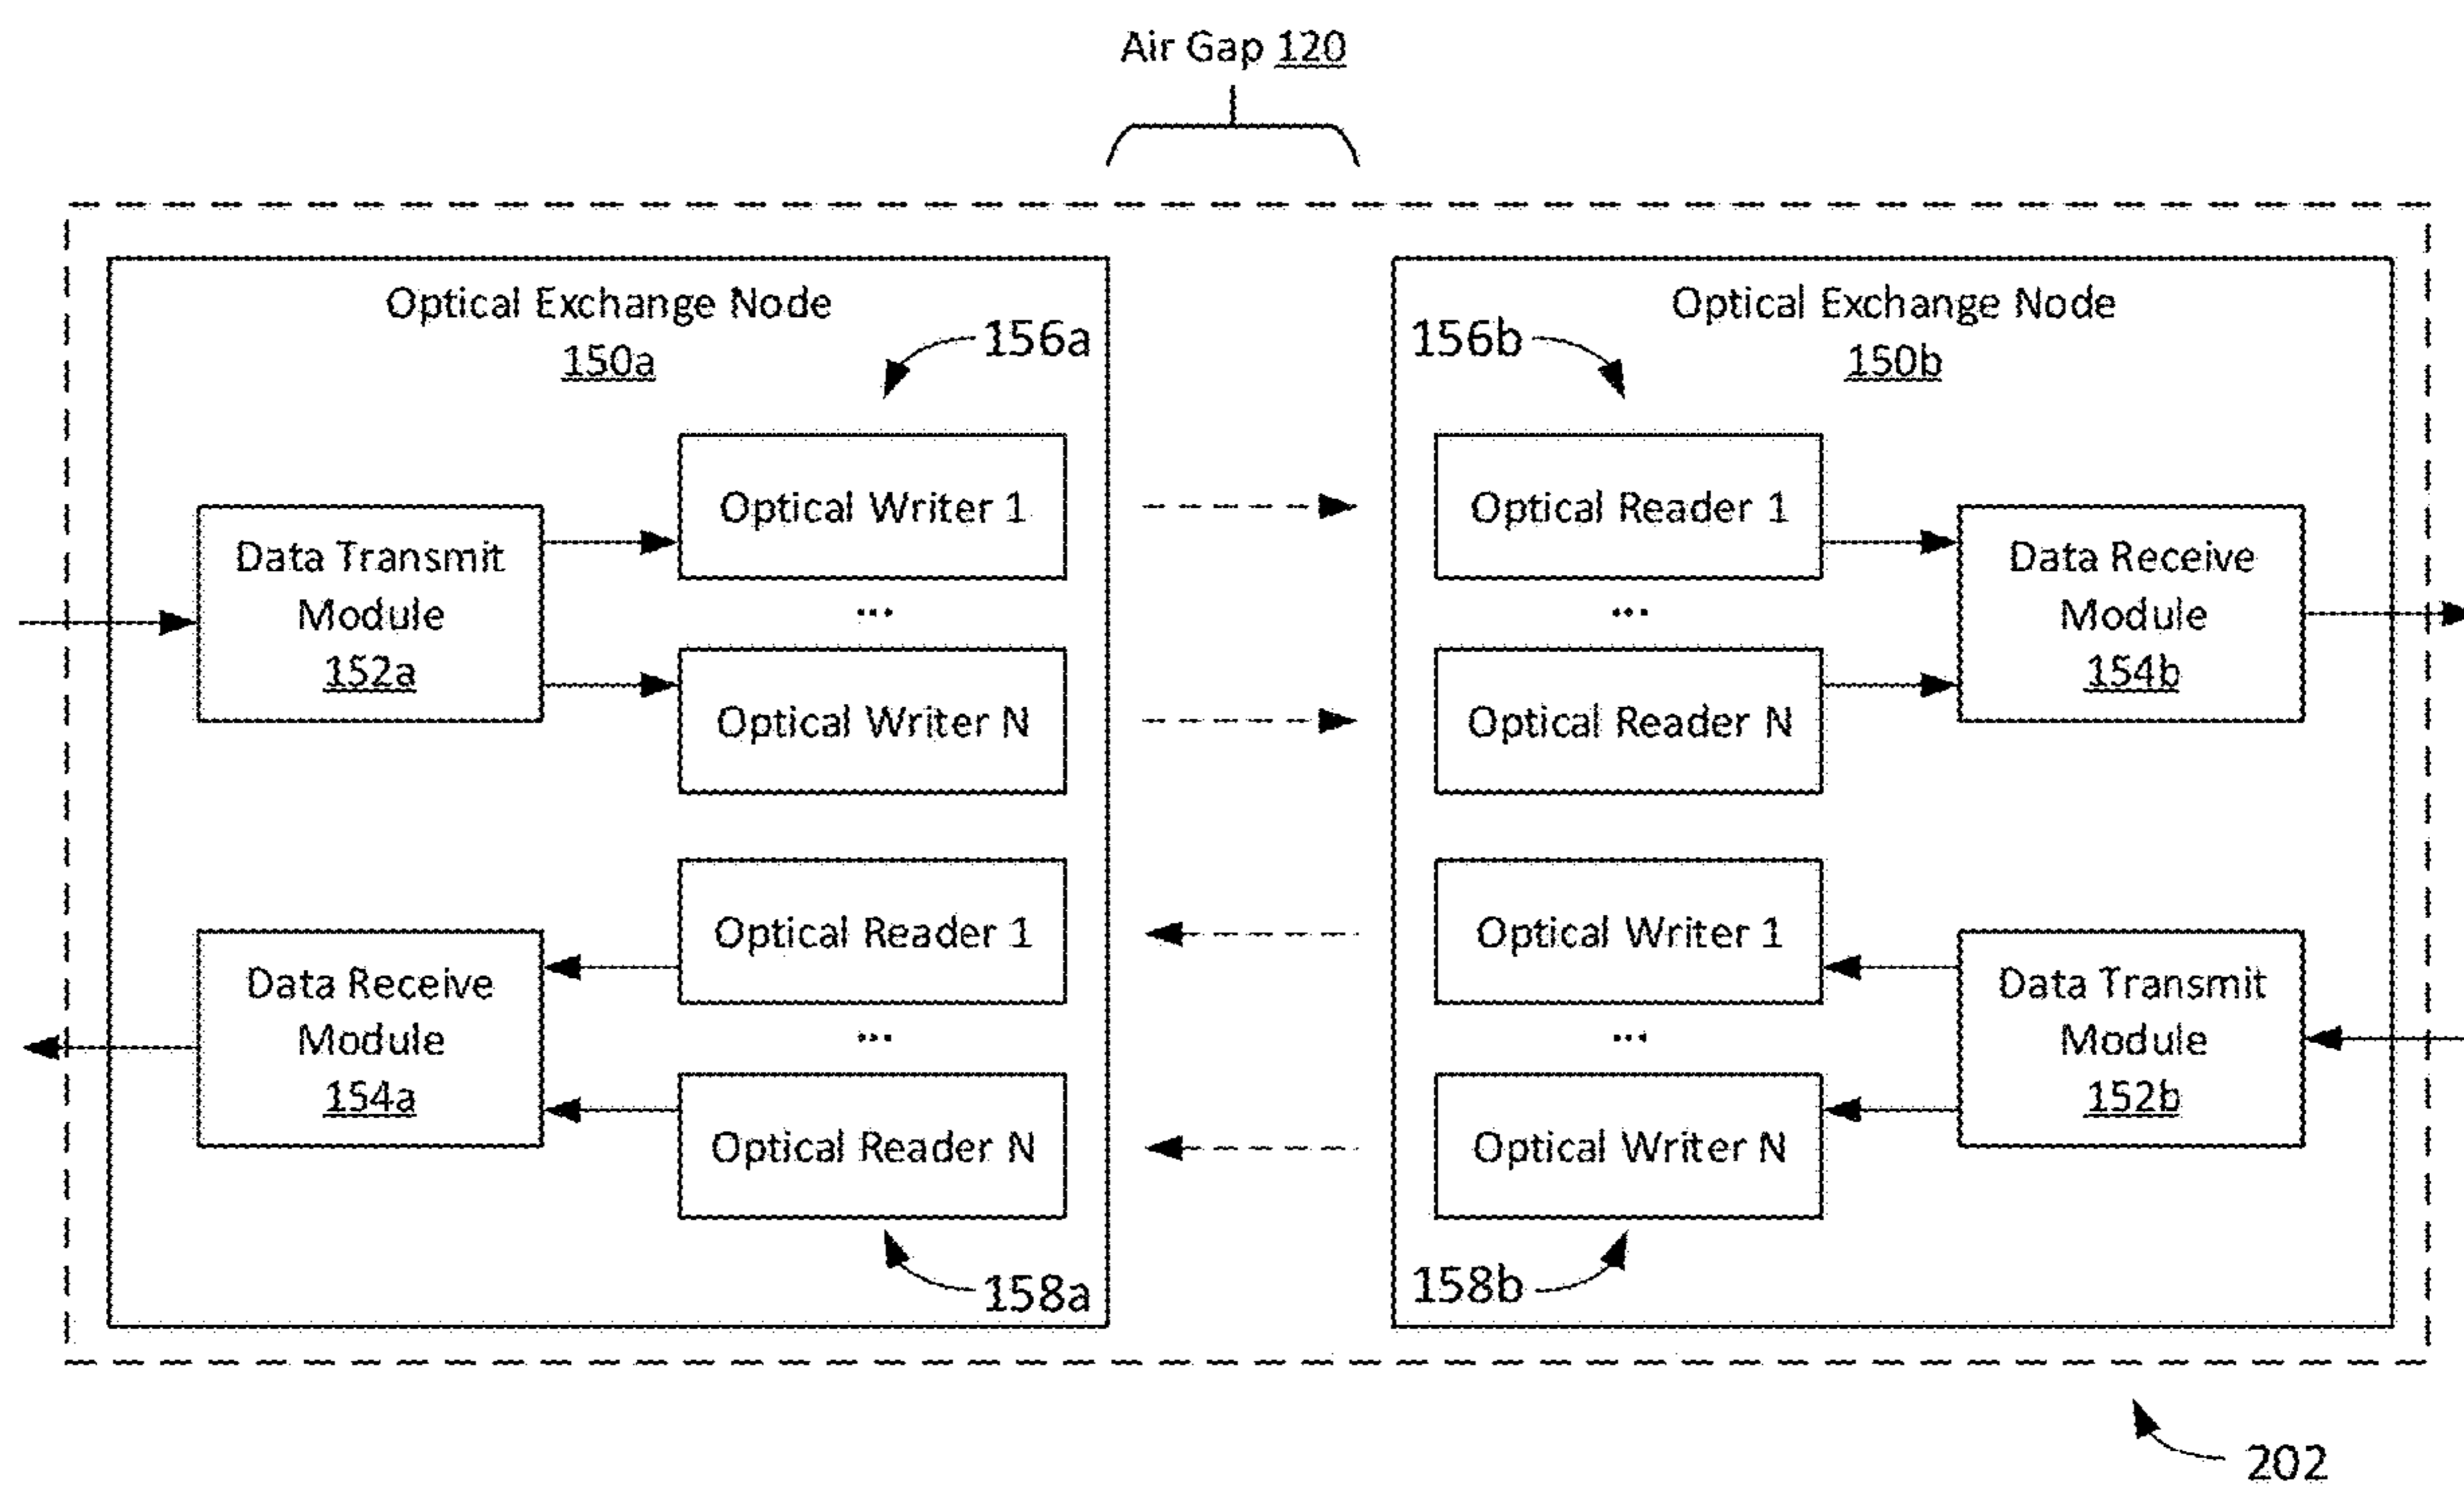 Air Gap 120
Optical Exchange Node
150a
156a
Optical Writer 1
Data Transmit
Module
152a
...
Optical Writer N
Optical Reader 1
Data Receive
Module
154a
...
Optical Reader N
158a
Optical Exchange Node
150b
156b
Optical Reader 1
Data Receive
Module
154b
...
Optical Reader N
Optical Writer 1
Data Transmit
Module
152b
...
Optical Writer N
158b
202